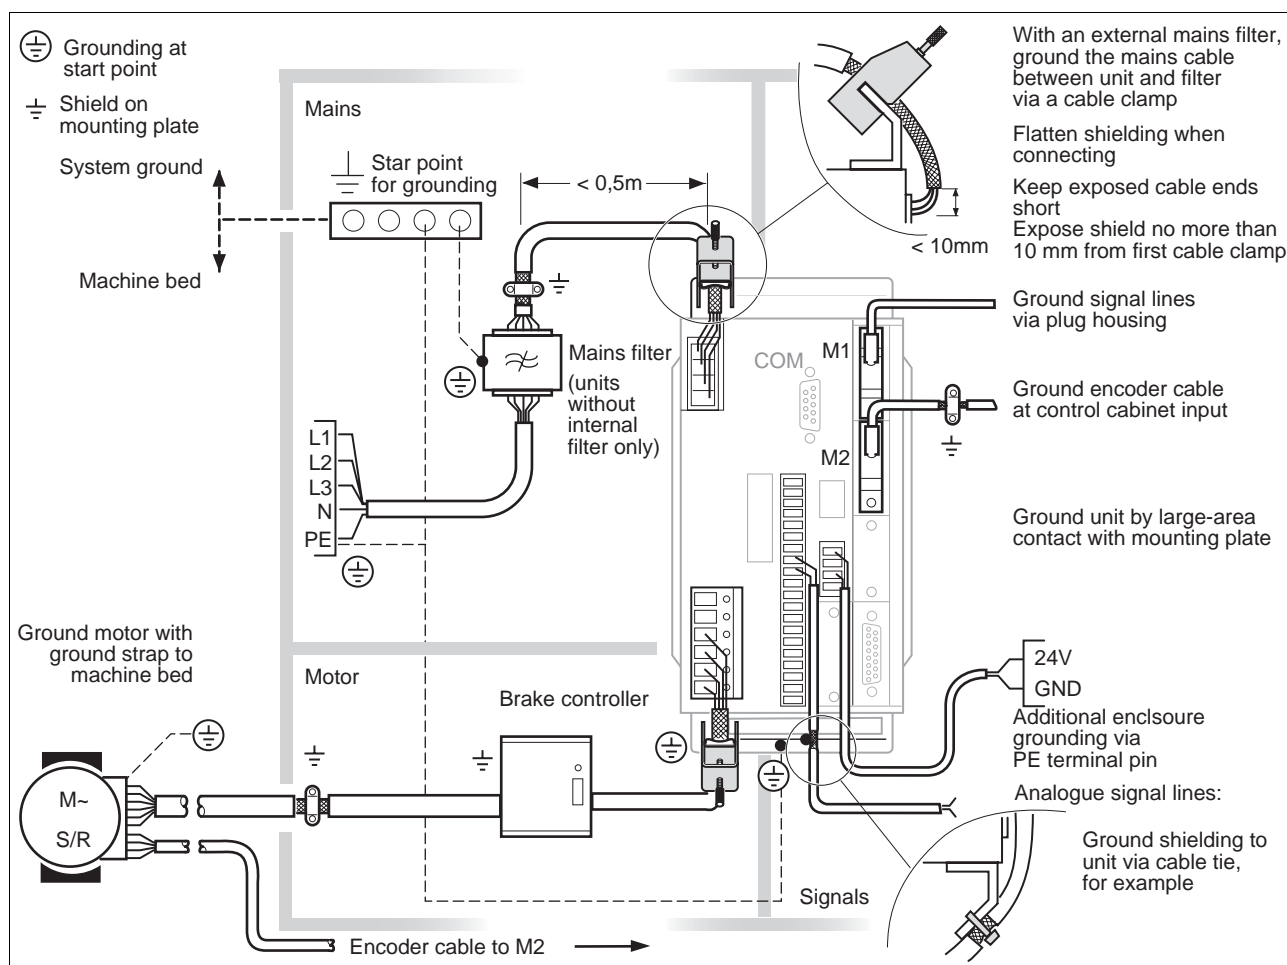 Grounding at
start point
Shield on
mounting plate
System ground
Machine bed
Mains
Star point
for grounding
< 0,5m
With an external mains filter,
ground the mains cable
between unit and filter
via a cable clamp
Flatten shielding when
connecting
Keep exposed cable ends
short
Expose shield no more than
10 mm from first cable clamp
< 10mm
Ground signal lines
via plug housing
M1
COM
Mains filter
(units
without
internal
filter only)
Ground encoder cable
at control cabinet input
M2
L1
L2
L3
N
PE
Ground unit by large-area
contact with mounting plate
Ground motor with
ground strap to
machine bed
Motor
Brake controller
24V
GND
Additional enclsoure
grounding via
PE terminal pin
M~
S/R
Analogue signal lines:
Ground shielding to
unit via cable tie,
for example
Signals
Encoder cable to M2